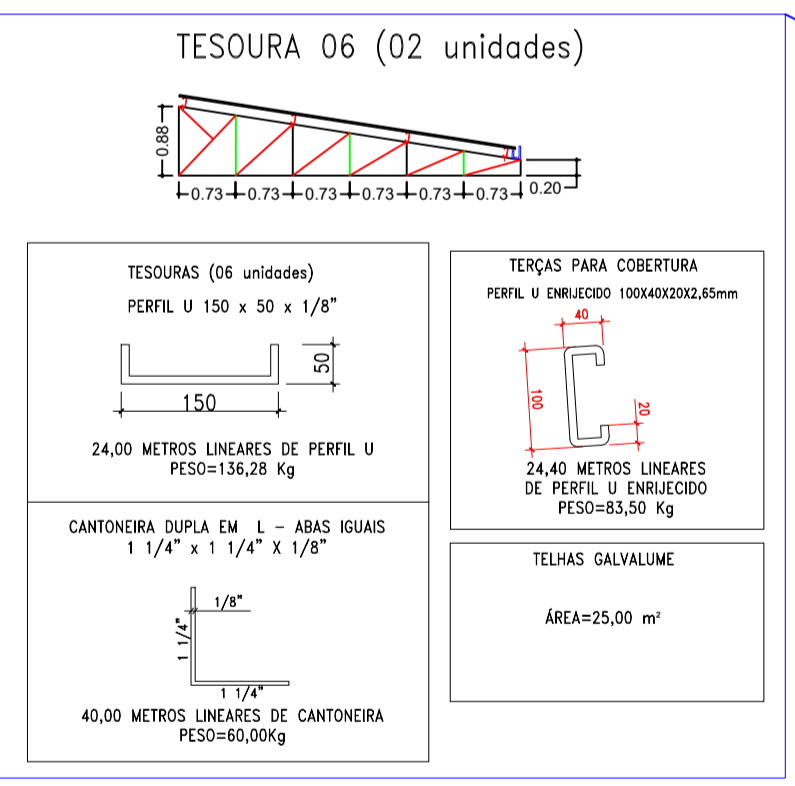 TESOURA 06 (02 unidades)
0.88
0.73 0.73 0.73 0.73 0.73 0.73 0.20
TESOURAS (06 unidades)
PERFIL U 150 x 50 x 1/8"
50
150
24,00 METROS LINEARES DE PERFIL U
PESO=136,28 Kg
CANTONEIRA DUPLA EM L - ABAS IGUAIS
1 1/4" x 1 1/4" X 1/8"
1/8"
1 1/4"
1 1/4"
40,00 METROS LINEARES DE CANTONEIRA
PESO=60,00Kg
TERÇAS PARA COBERTURA
PERFIL U ENRIJECIDO 100X40X20X2,65mm
40
100
20
24,40 METROS LINEARES
DE PERFIL U ENRIJECIDO
PESO=83,50 Kg
TELHAS GALVALUME
ÁREA=25,00 m²